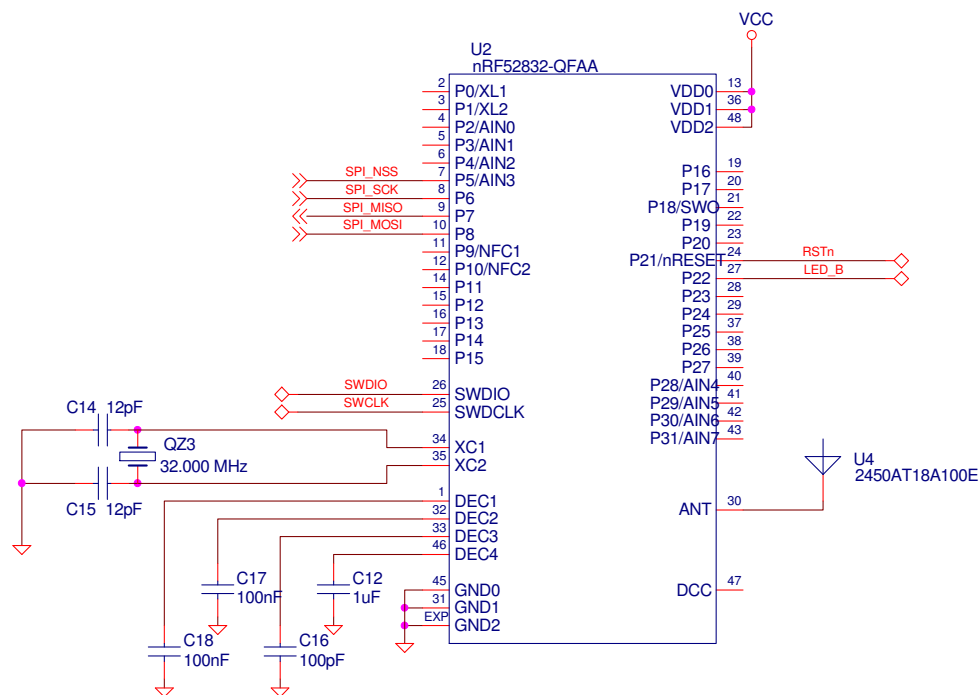 VCC
U2
nRF52832-QFAA
2 P0/XL1
3 P1/XL2
4 P2/AIN0
5 P3/AIN1
6 P4/AIN2
SPI_NSS 7 P5/AIN3
SPI_SCK 8 P6
SPI_MISO 9 P7
SPI_MOSI 10 P8
11 P9/NFC1
12 P10/NFC2
14 P11
15 P12
16 P13
17 P14
18 P15
SWDIO 26 SWDIO
SWCLK 25 SWDCLK
34 XC1
35 XC2
1 DEC1
32 DEC2
33 DEC3
46 DEC4
45 GND0
31 GND1
EXP GND2
VDD0 13
VDD1 36
VDD2 48
P16 19
P17 20
P18/SWO 21
P19 22
P20 23
P21/nRESET 24 RSTn
P22 27 LED_B
P23 28
P24 29
P25 37
P26 38
P27 39
P28/AIN4 40
P29/AIN5 41
P30/AIN6 42
P31/AIN7 43
ANT 30
DCC 47
U4
2450AT18A100E
C14 12pF
QZ3
32.000 MHz
C15 12pF
C17
100nF
C12
1uF
C18
100nF
C16
100pF